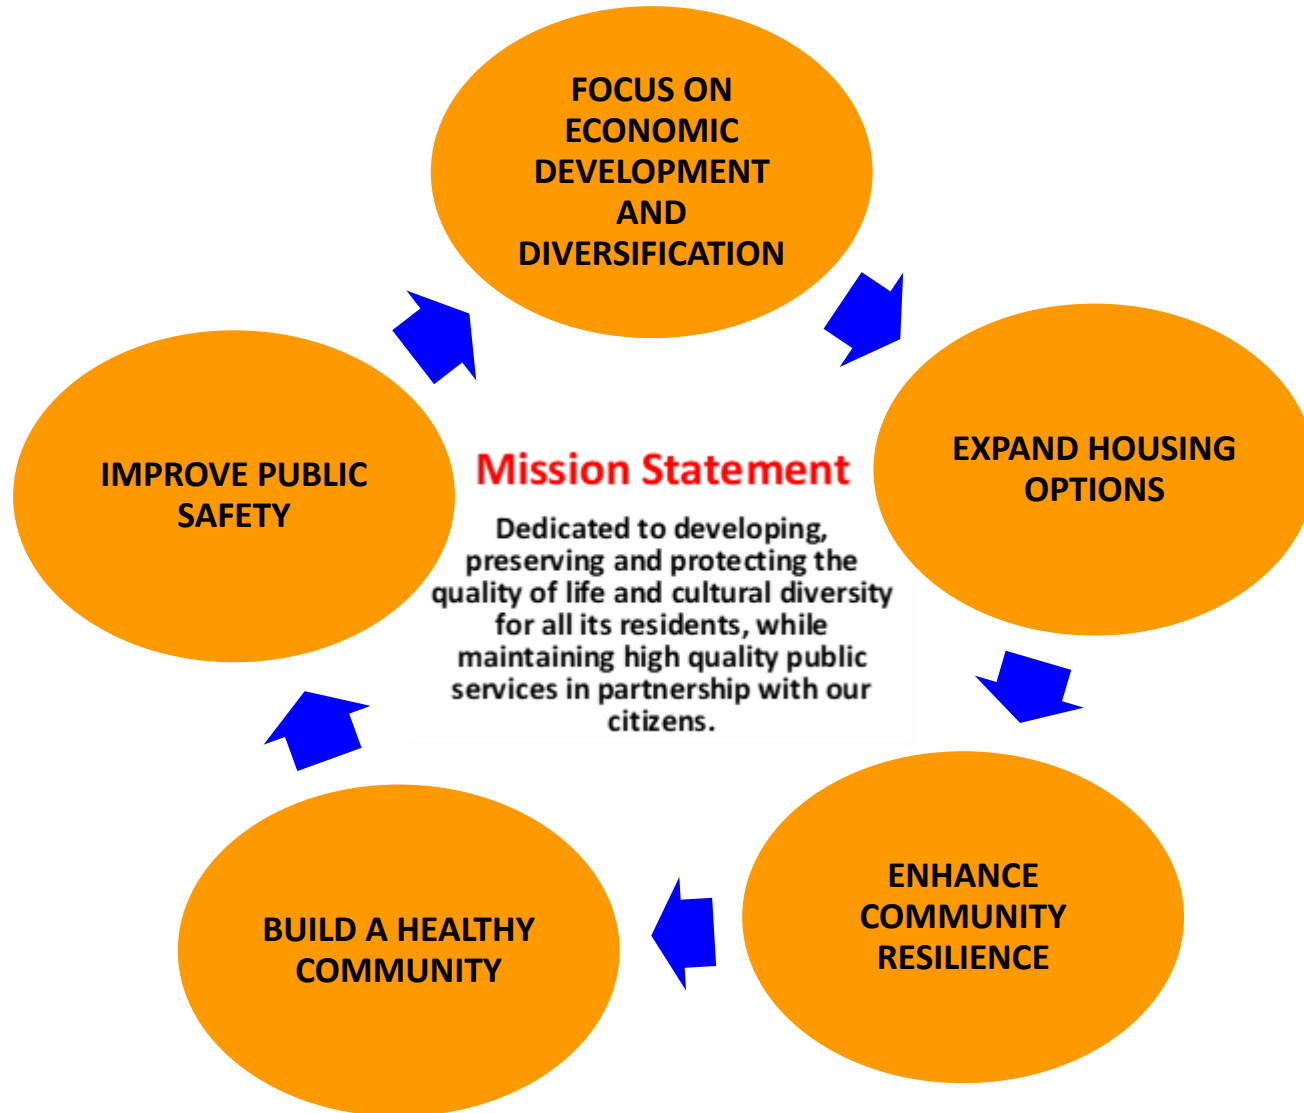 FOCUS ON
ECONOMIC
DEVELOPMENT
AND
DIVERSIFICATION
EXPAND HOUSING
OPTIONS
ENHANCE
COMMUNITY
RESILIENCE
BUILD A HEALTHY
COMMUNITY
IMPROVE PUBLIC
SAFETY
Mission Statement
Dedicated to developing,
preserving and protecting the
quality of life and cultural diversity
for all its residents, while
maintaining high quality public
services in partnership with our
citizens.